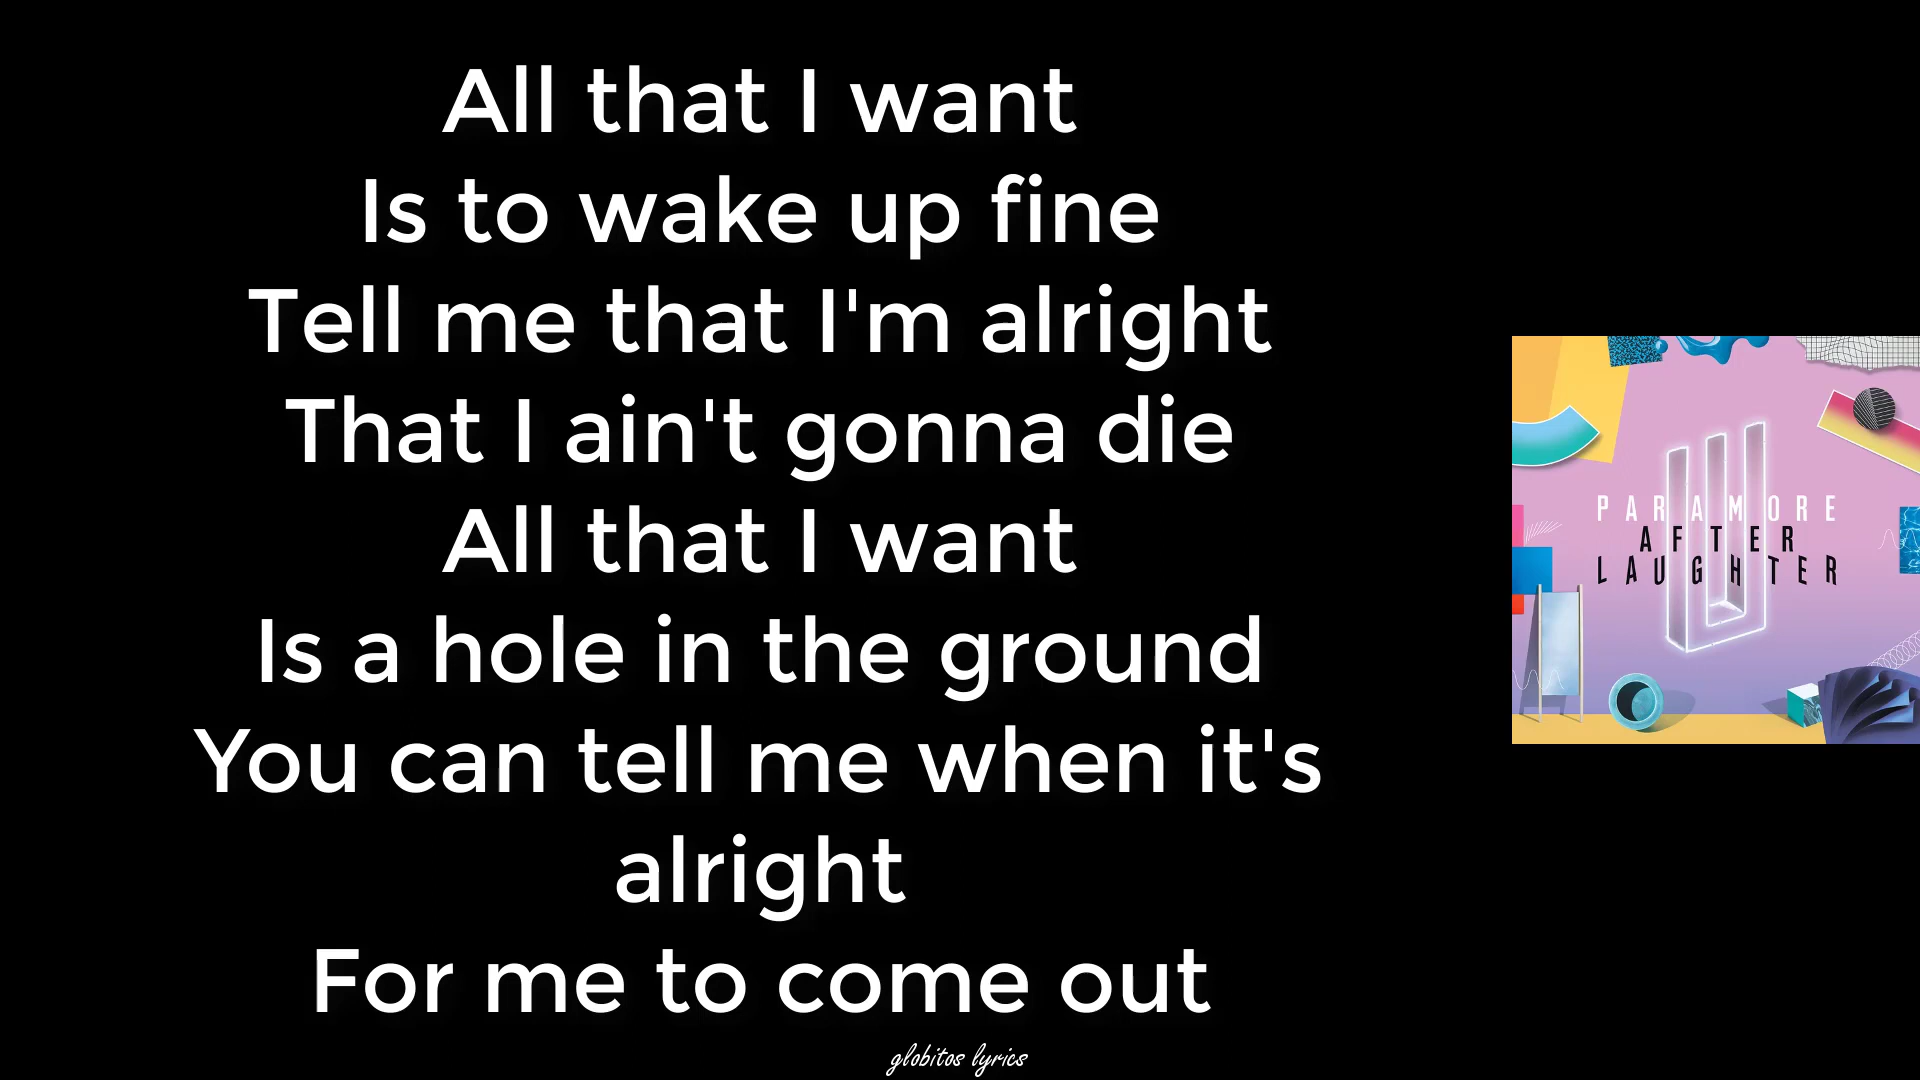 All that I want
Is to wake up fine
Tell me that I'm alright
That I ain't gonna die
All that I want
Is a hole in the ground
You can tell me when it's
alright
For me to come out
PARAMORE
AFTER
LAUGHTER
globitos lyrics